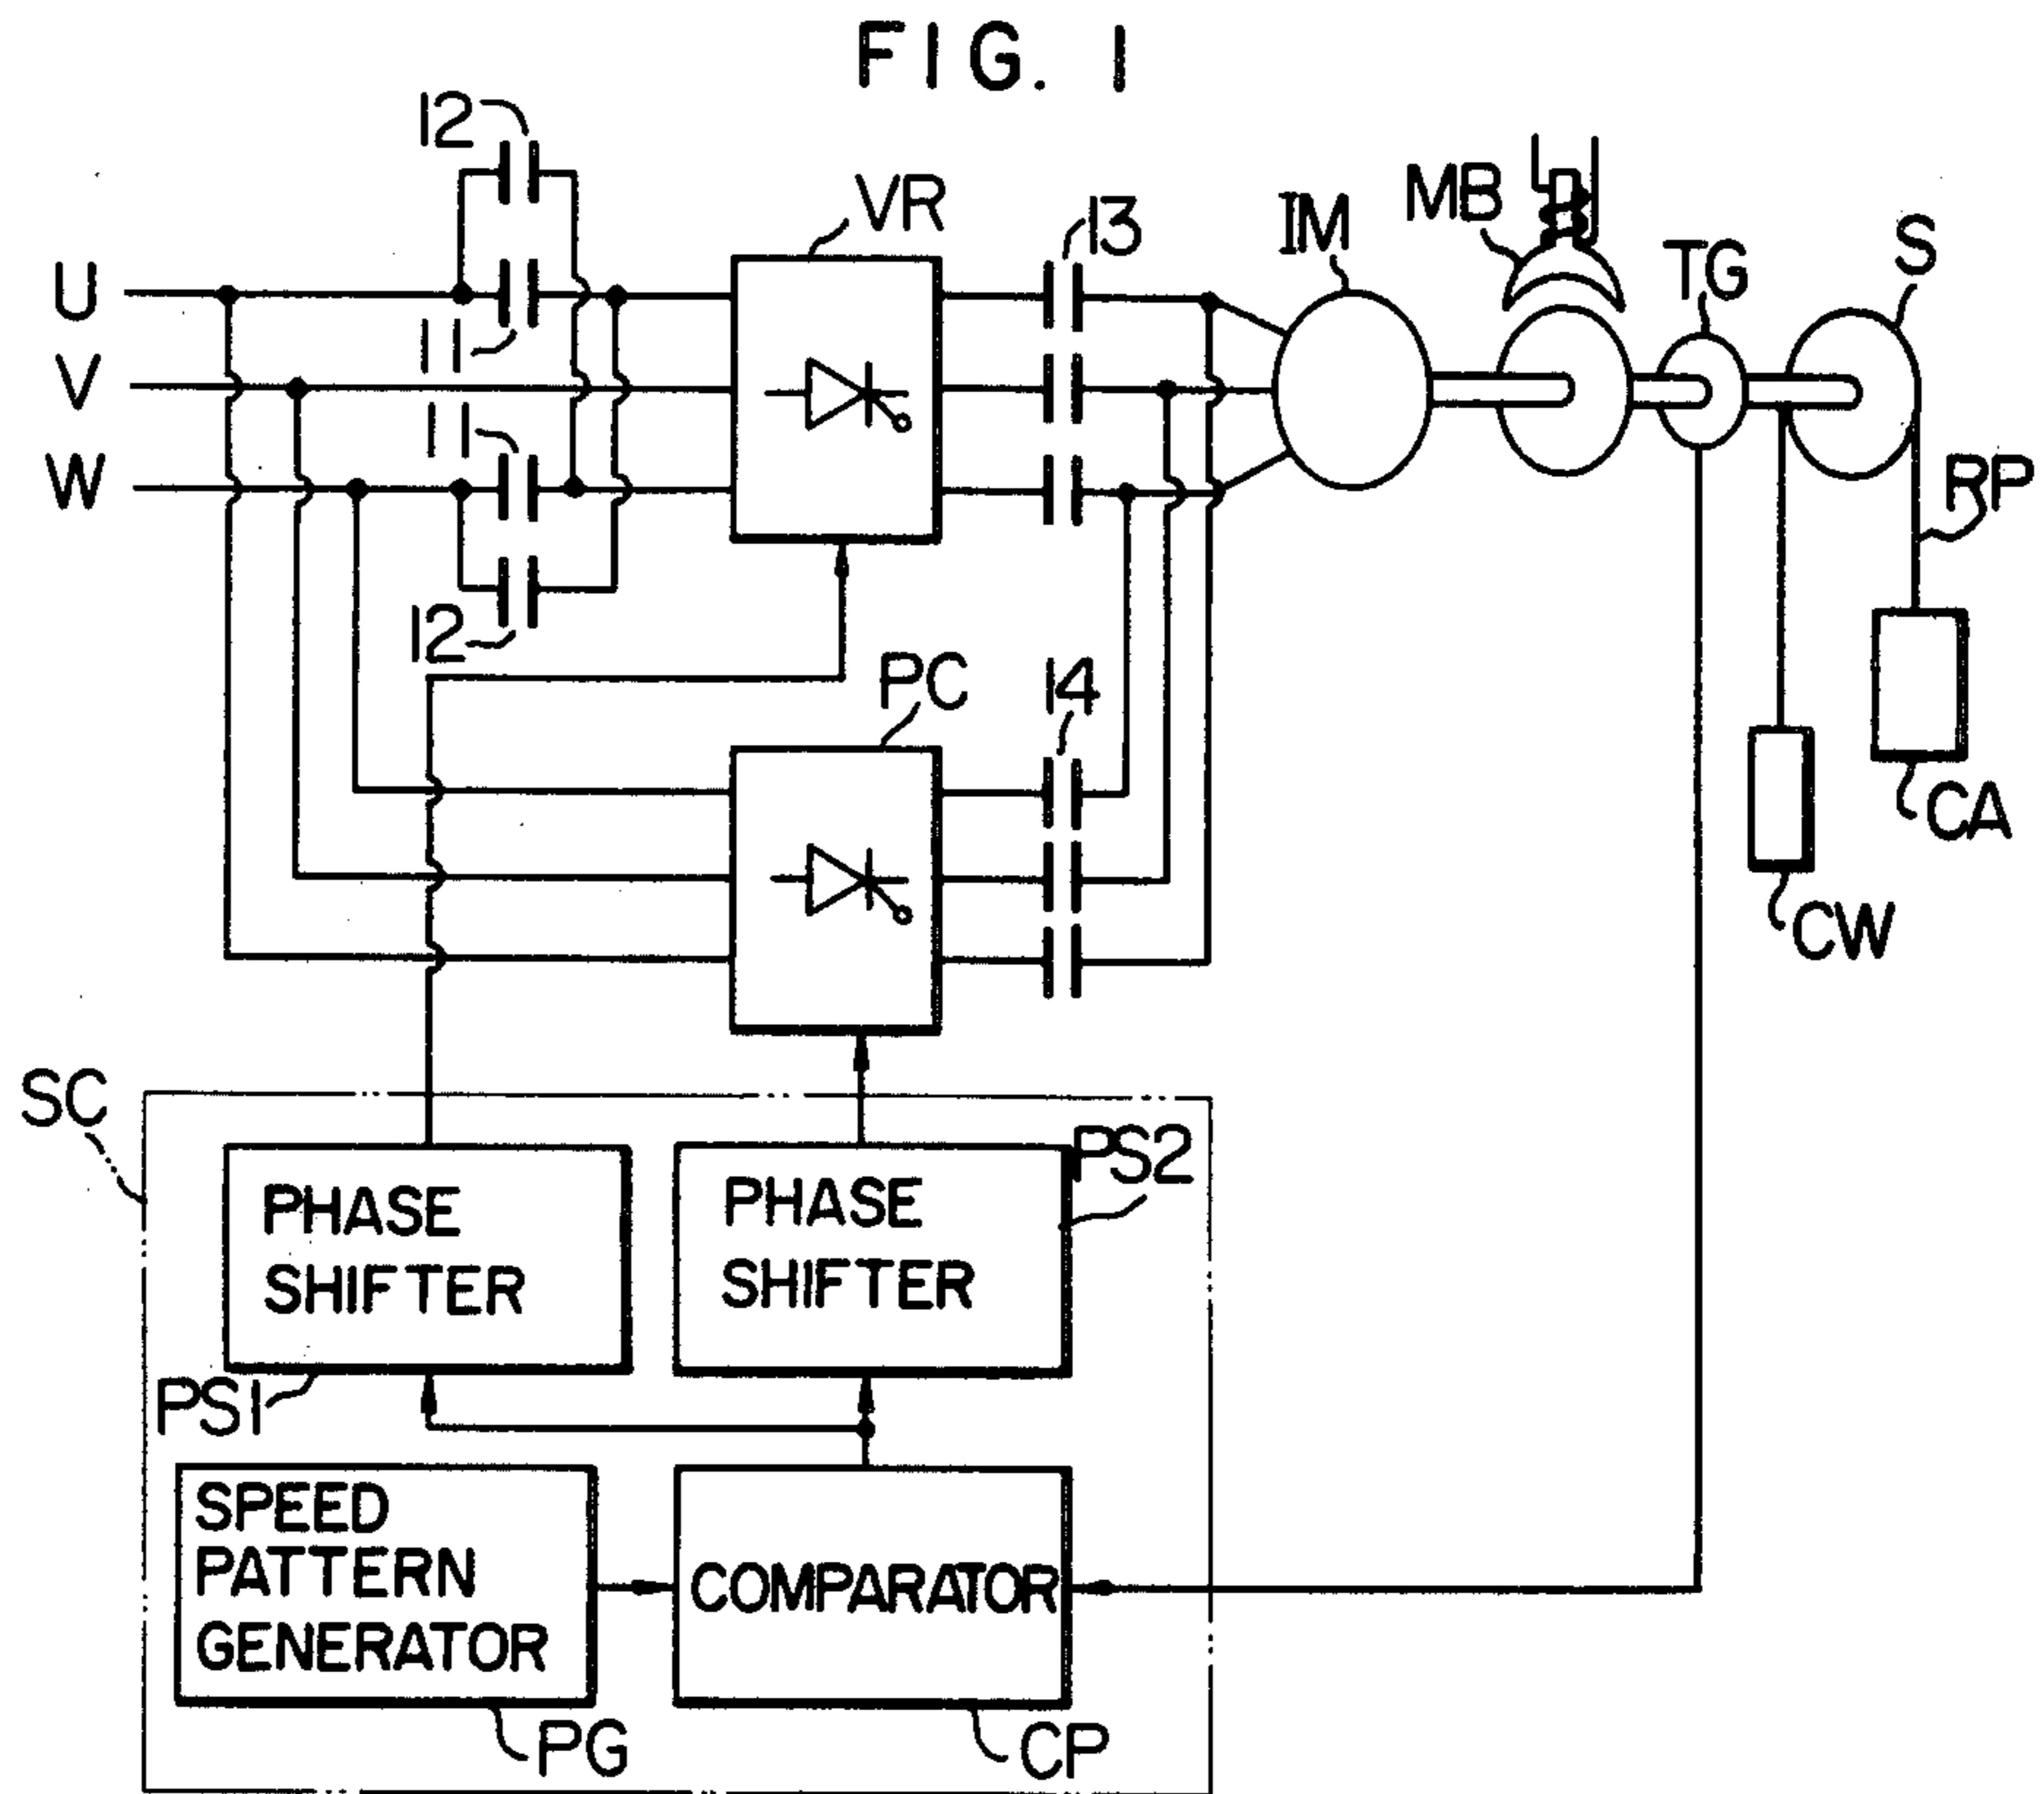 FIG. 1
12
VR
13
IM
MB
TG
S
U
11
V
11
W
RP
12
PC
14
CA
CW
SC
PS2
PHASE
SHIFTER
PHASE
SHIFTER
PS1
SPEED
PATTERN
GENERATOR
COMPARATOR
PG
CP